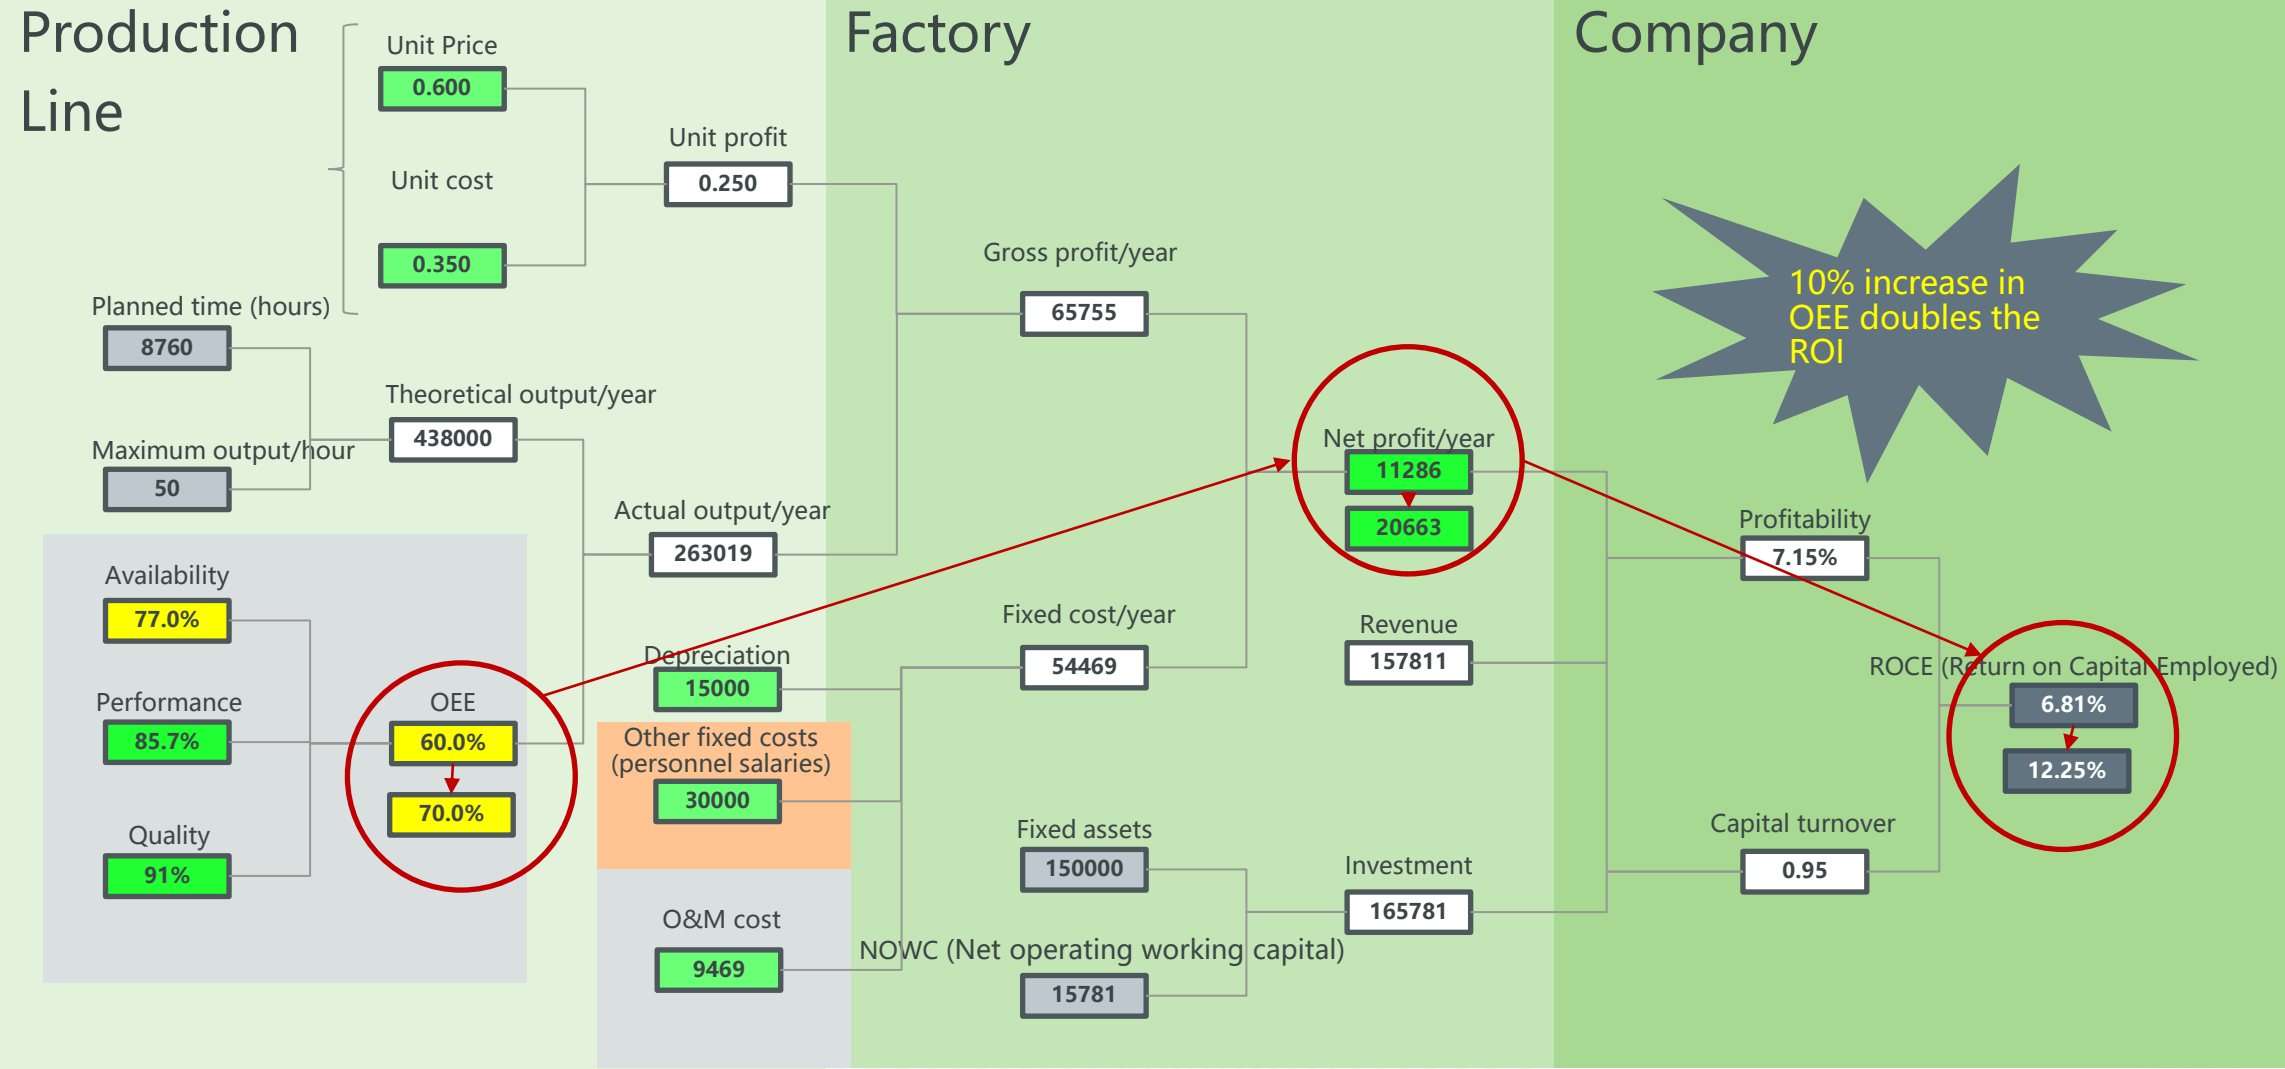 Production
Line
Factory
Company
Unit Price
0.600
Unit cost
0.350
Unit profit
0.250
Planned time (hours)
8760
Maximum output/hour
50
Theoretical output/year
438000
Actual output/year
263019
Availability
77.0%
Performance
85.7%
Quality
91%
OEE
60.0%
70.0%
Depreciation
15000
Other fixed costs
(personnel salaries)
30000
O&M cost
9469
Gross profit/year
65755
Fixed cost/year
54469
Fixed assets
150000
NOWC (Net operating working capital)
15781
Net profit/year
11286
20663
Revenue
157811
Investment
165781
10% increase in
OEE doubles the
ROI
Profitability
7.15%
Capital turnover
0.95
ROCE (Return on Capital Employed)
6.81%
12.25%